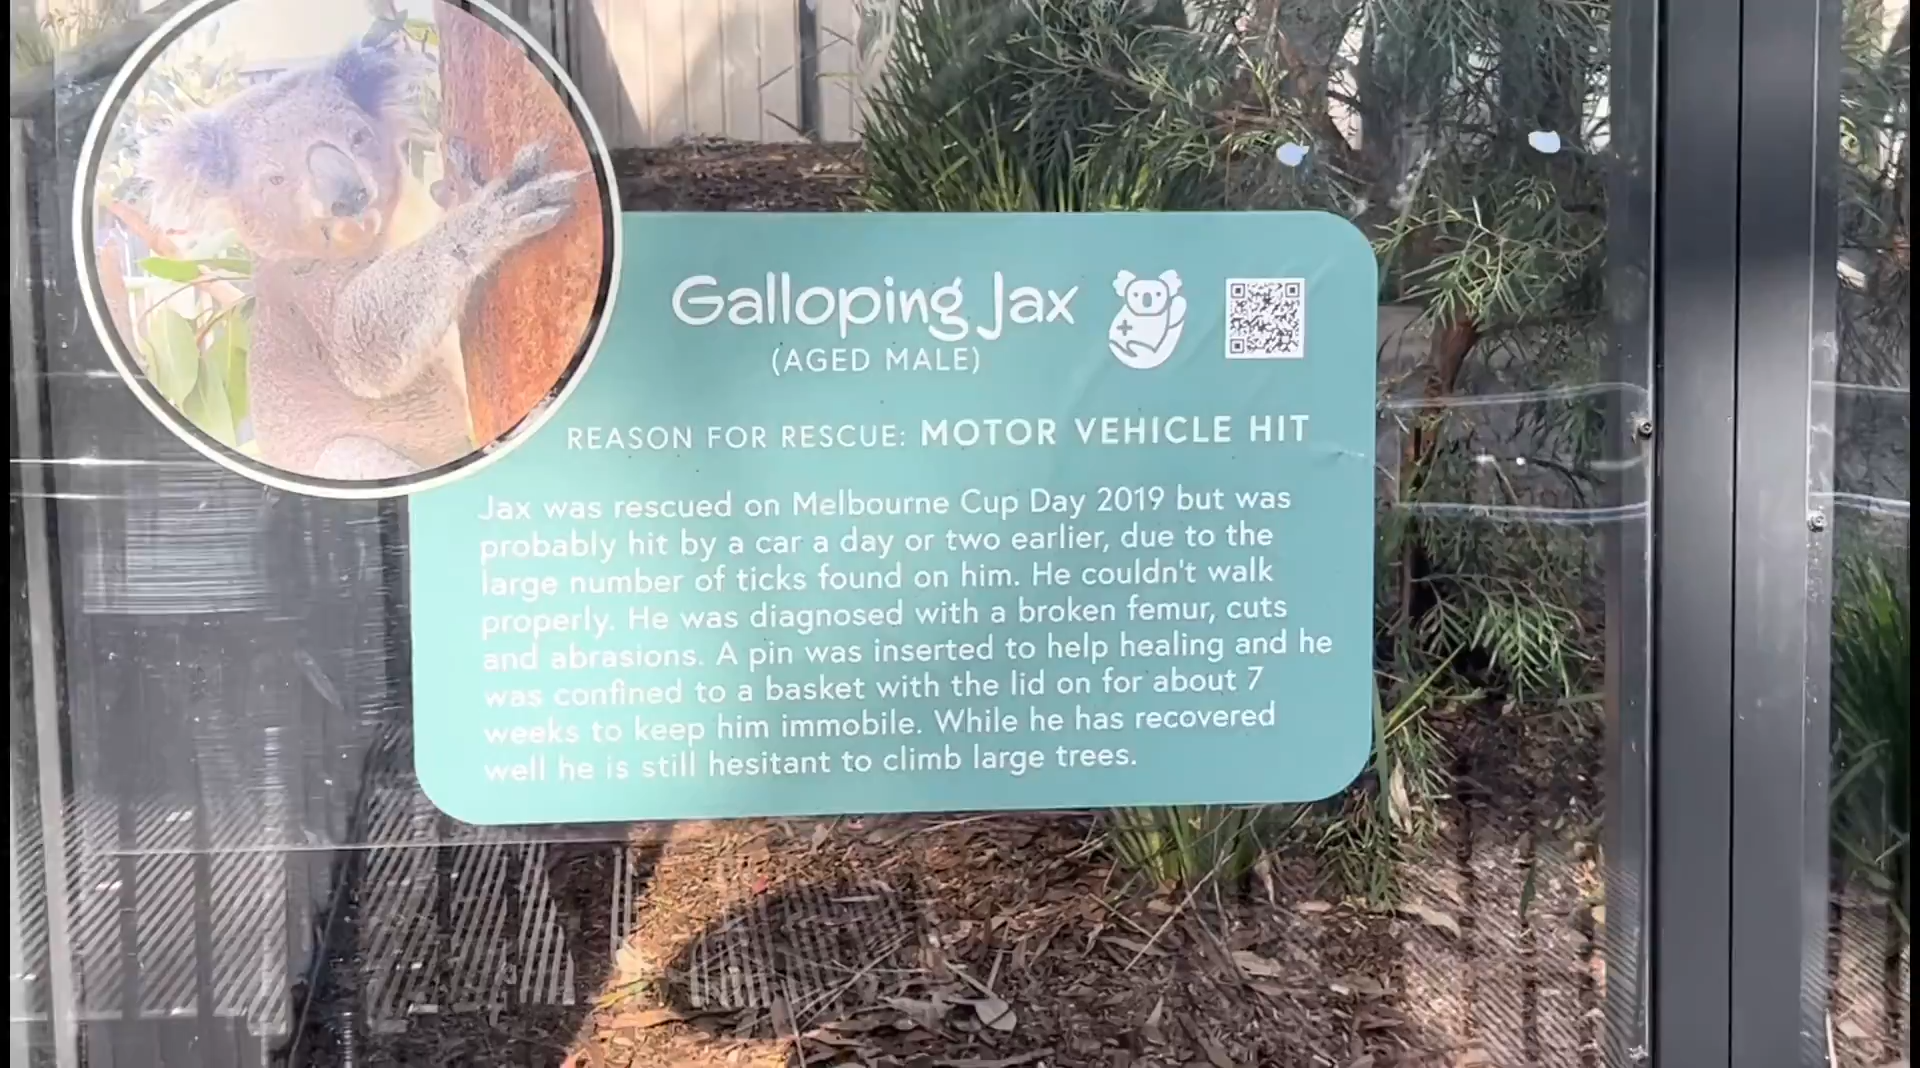 Galloping Jax
(AGED MALE)
REASON FOR RESCUE: MOTOR VEHICLE HIT
Jax was rescued on Melbourne Cup Day 2019 but was
probably hit by a car a day or two earlier, due to the
large number of ticks found on him. He couldn't walk
properly. He was diagnosed with a broken femur, cuts
and abrasions. A pin was inserted to help healing and he
was confined to a basket with the lid on for about 7
weeks to keep him immobile. While he has recovered
well he is still hesitant to climb large trees.